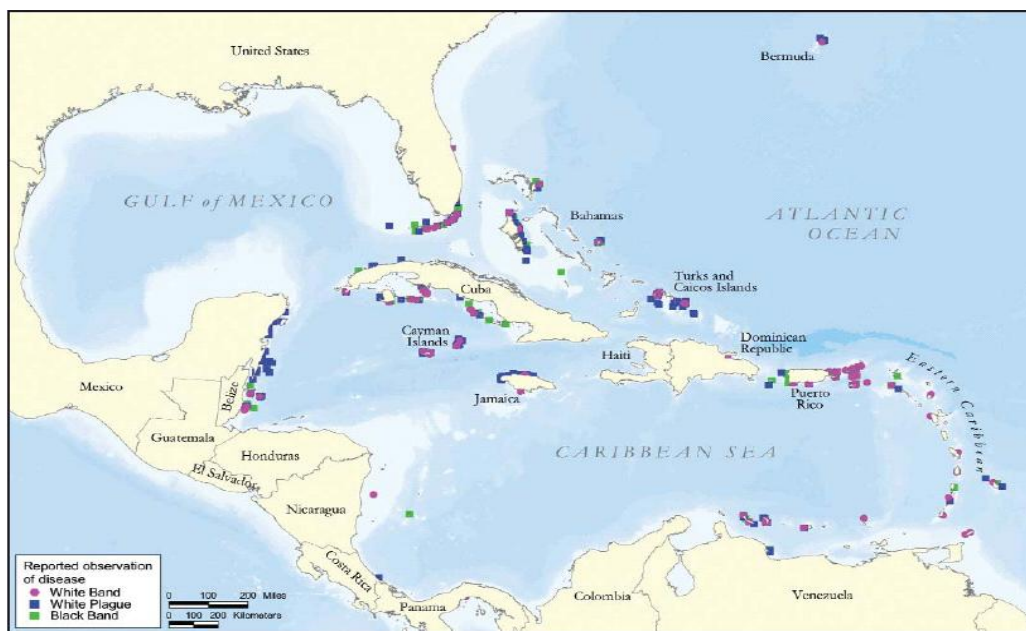 United States
Bermuda
GULF of MEXICO
Bahamas
ATLANTIC
OCEAN
Turks and
Caicos Islands
Cuba
Cayman
Islands
Dominican
Republic
Haiti
Mexico
Belize
Jamaica
Puerto
Rico
Eastern Caribbean
Guatemala
Honduras
CARIBBEAN SEA
El Salvador
Nicaragua
Costa Rica
Panama
Colombia
Venezuela
Reported observation
of disease
White Band
White Plague
Black Band
0 100 200 Miles
0 100 200 Kilometers